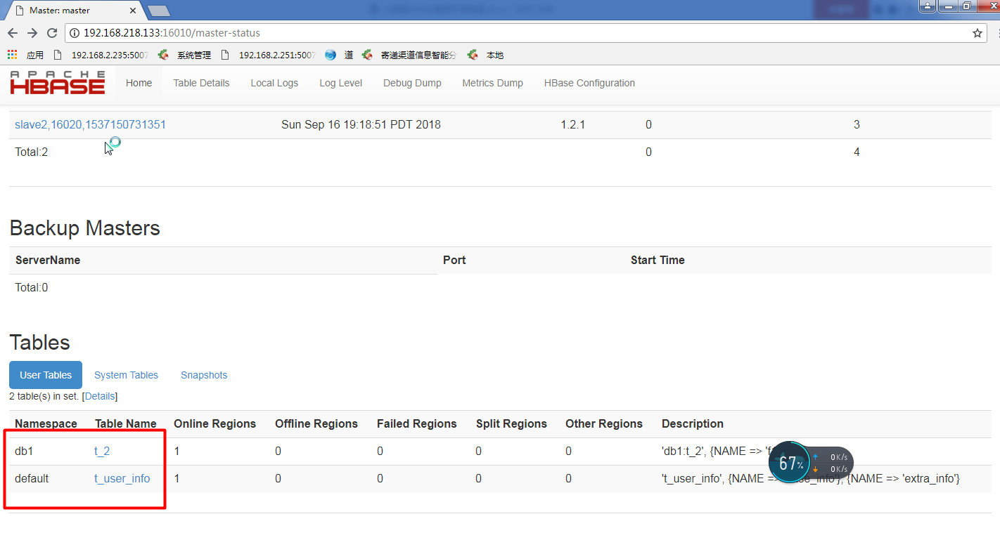 Master: master
192.168.218.133:16010/master-status
应用 192.168.2.235:5007 系统管理 192.168.2.251:5007 道 寄递渠道信息智能分 本地
APACHE
HBASE
Home Table Details Local Logs Log Level Debug Dump Metrics Dump HBase Configuration
slave2,16020,1537150731351 Sun Sep 16 19:18:51 PDT 2018 1.2.1 0 3
Total:2 0 4
Backup Masters
ServerName Port Start Time
Total:0
Tables
User Tables System Tables Snapshots
2 table(s) in set. [Details]
Namespace Table Name Online Regions Offline Regions Failed Regions Split Regions Other Regions Description
db1 t_2 1 0 0 0 0 'db1:t_2', {NAME =>
default t_user_info 1 0 0 0 0 't_user_info', {NAME => {NAME => 'extra_info'}
67%
0K/s
0K/s